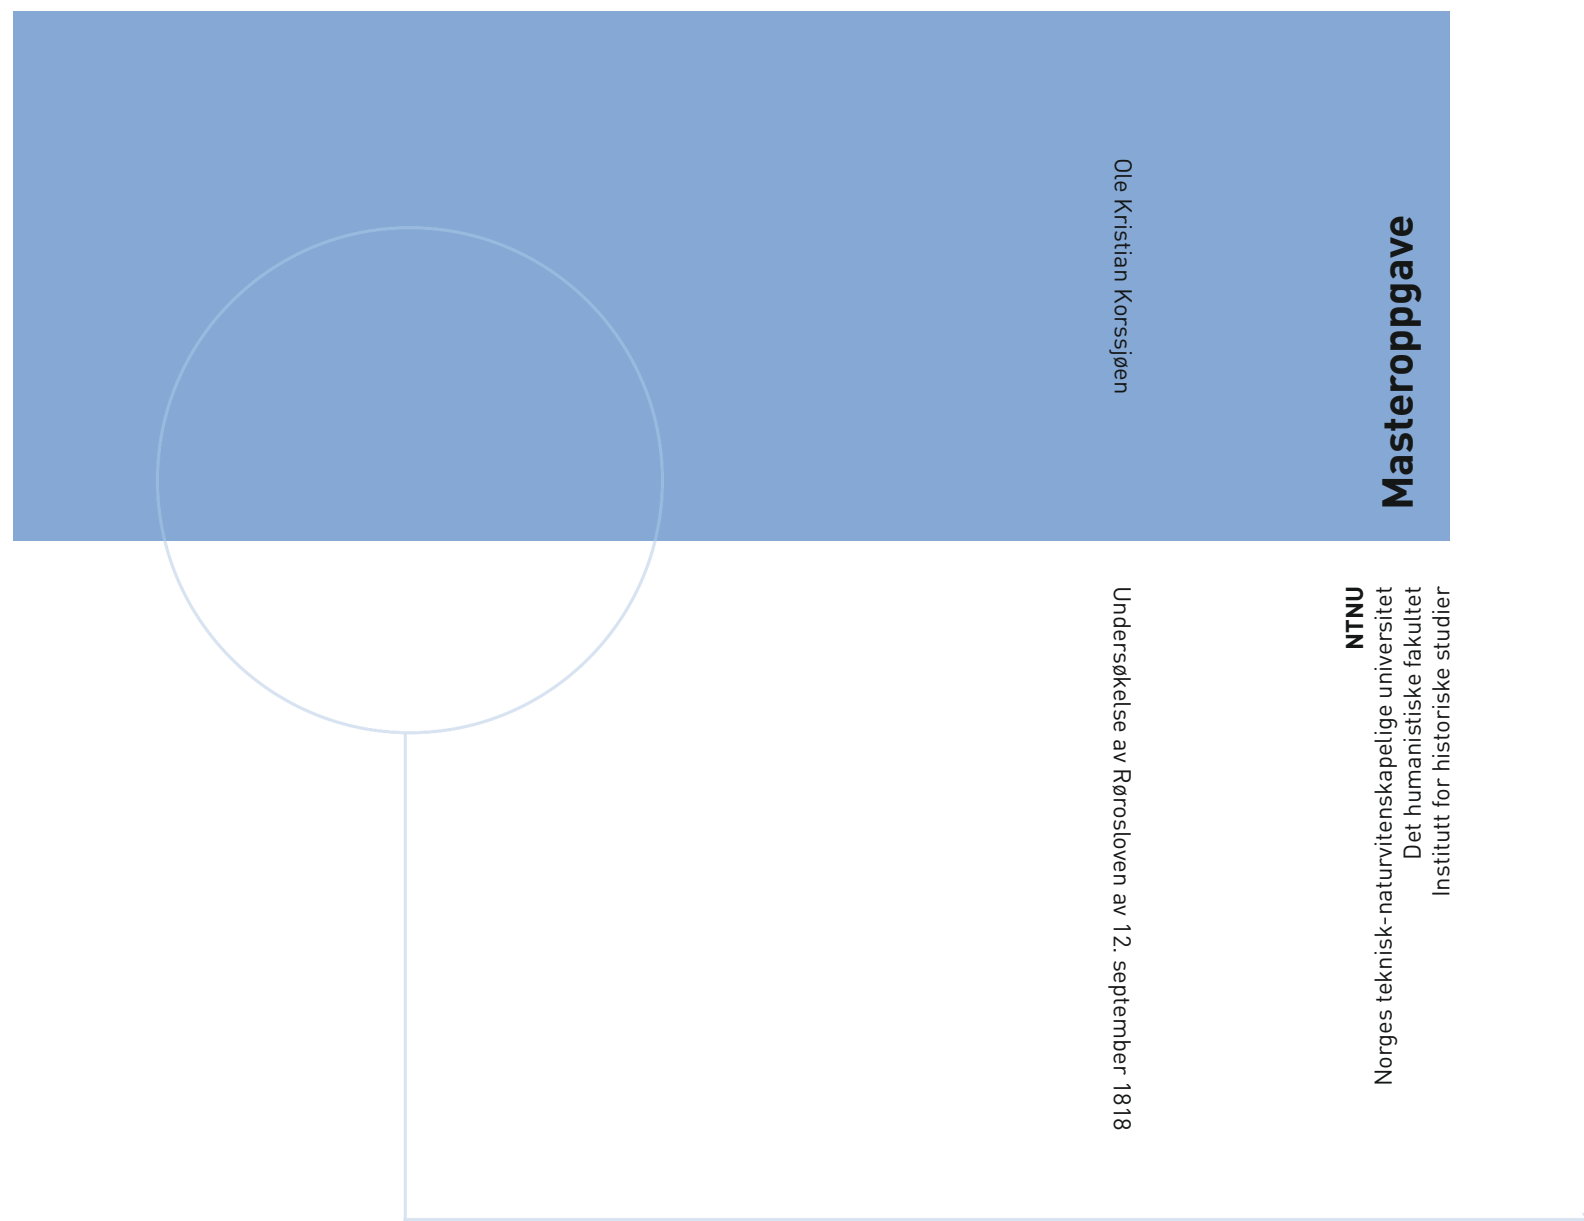 Ole Kristian Korssjøen
Undersøkelse av Rørosloven av 12. september 1818
Masteroppgave
NTNU
Norges teknisk-naturvitenskapelige universitet
Det humanistiske fakultet
Institutt for historiske studier